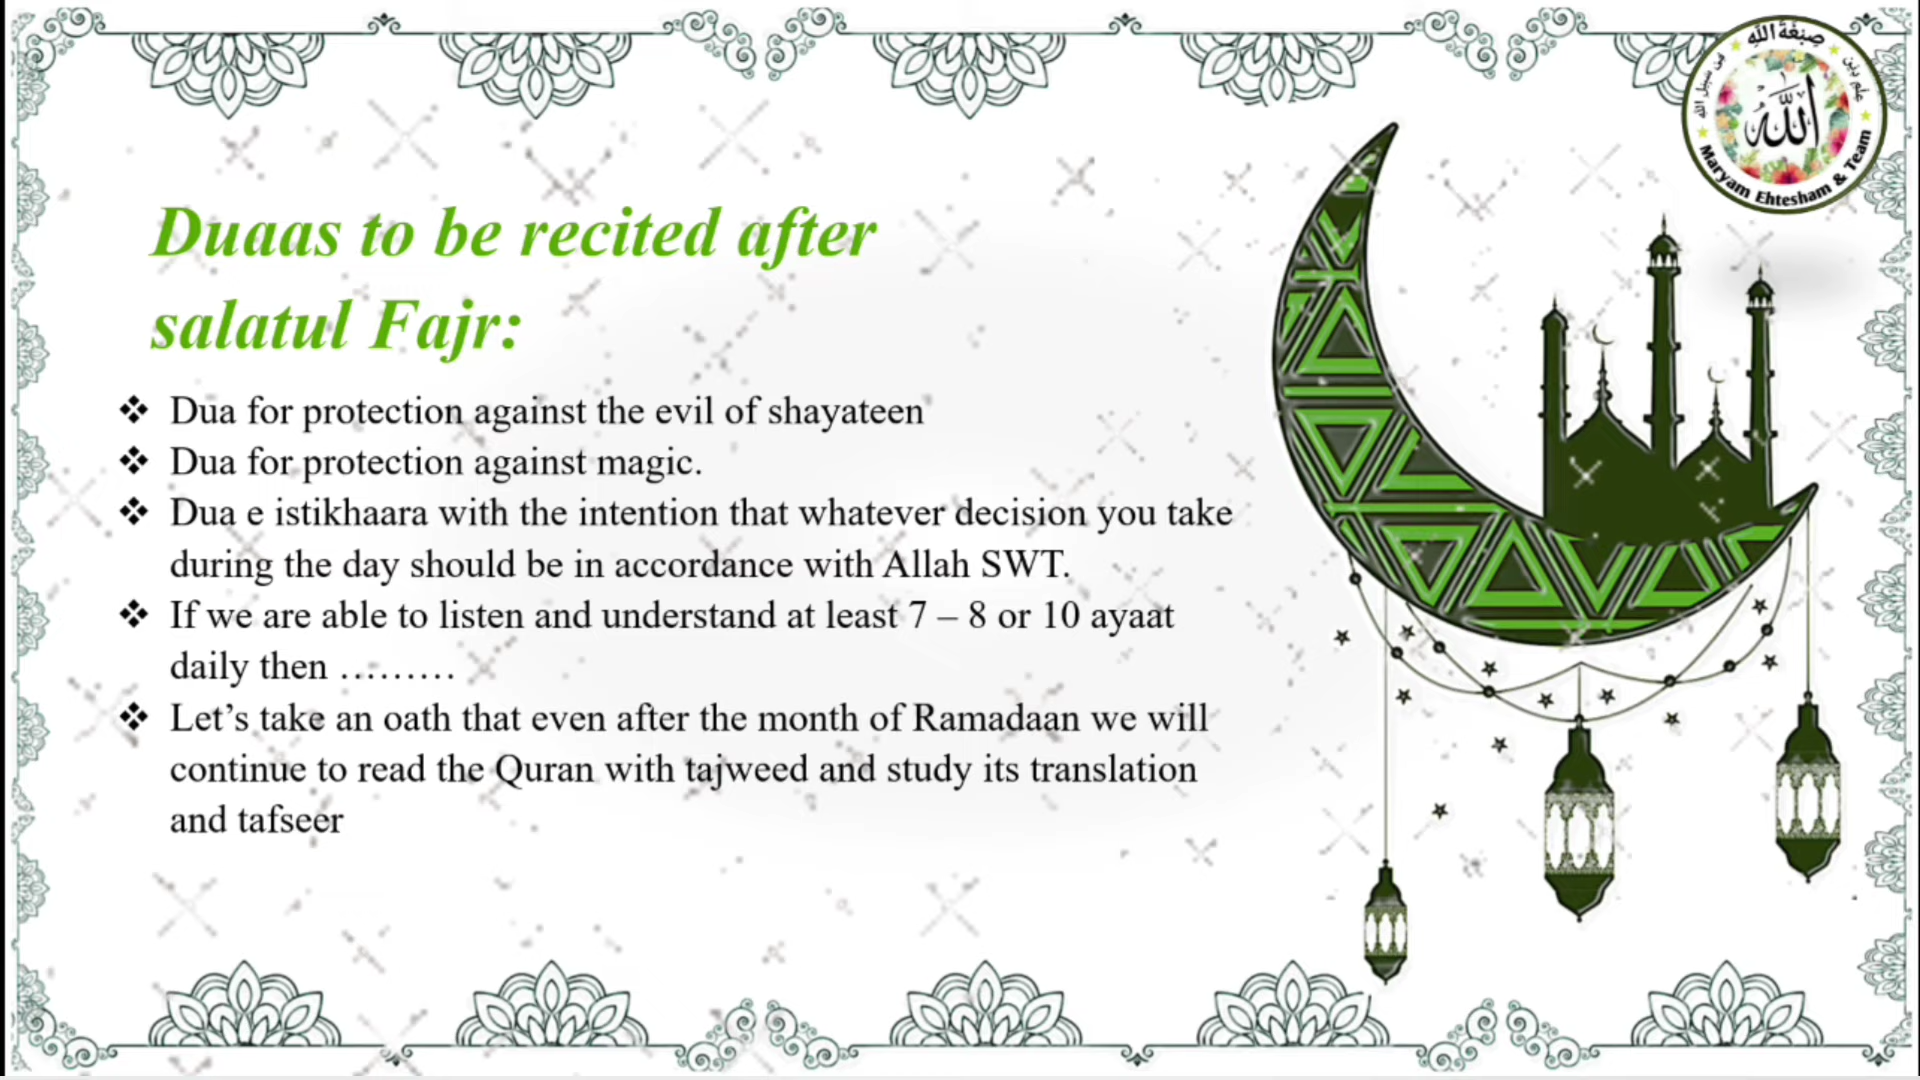 صِبْغَةَ اللّٰهِ
فِی سَبِیلِ اللّٰه
اللّٰه
Maryam Ehtesham & Team
Duaas to be recited after
salatul Fajr:
❖ Dua for protection against the evil of shayateen
❖ Dua for protection against magic.
❖ Dua e istikhaara with the intention that whatever decision you take
during the day should be in accordance with Allah SWT.
❖ If we are able to listen and understand at least 7 – 8 or 10 ayaat
daily then ………
❖ Let’s take an oath that even after the month of Ramadaan we will
continue to read the Quran with tajweed and study its translation
and tafseer